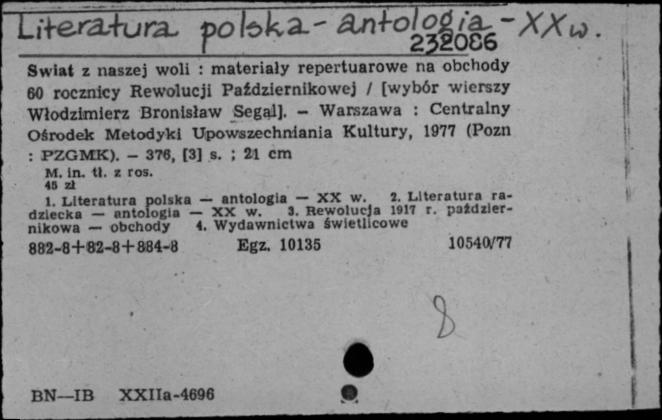 Literatura polska - antologia - XX w.
232086
Swiat z naszej woli : materiały repertuarowe na obchody
60 rocznicy Rewolucji Październikowej / [wybór wierszy
Włodzimierz Bronisław Segal]. — Warszawa : Centralny
Ośrodek Metodyki Upowszechniania Kultury, 1977 (Pozn
: PZGMK). — 376, [3] s. ; 21 cm
M. in. tł. z ros.
45 zł
1. Literatura polska — antologia — XX w. 2. Literatura ra-
dziecka — antologia — XX w. 3. Rewolucja 1917 r. paździer-
nikowa — obchody 4. Wydawnictwa świetlicowe
882-8+82-8+884-8 Egz. 10135 10540/77
8
BN—IB XXIIa-4696